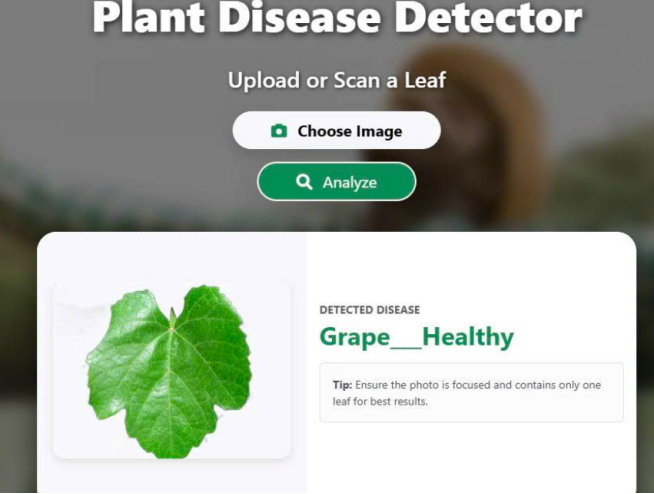 Plant Disease Detector
Upload or Scan a Leaf
Choose Image
Analyze
DETECTED DISEASE
Grape___Healthy
Tip: Ensure the photo is focused and contains only one
leaf for best results.